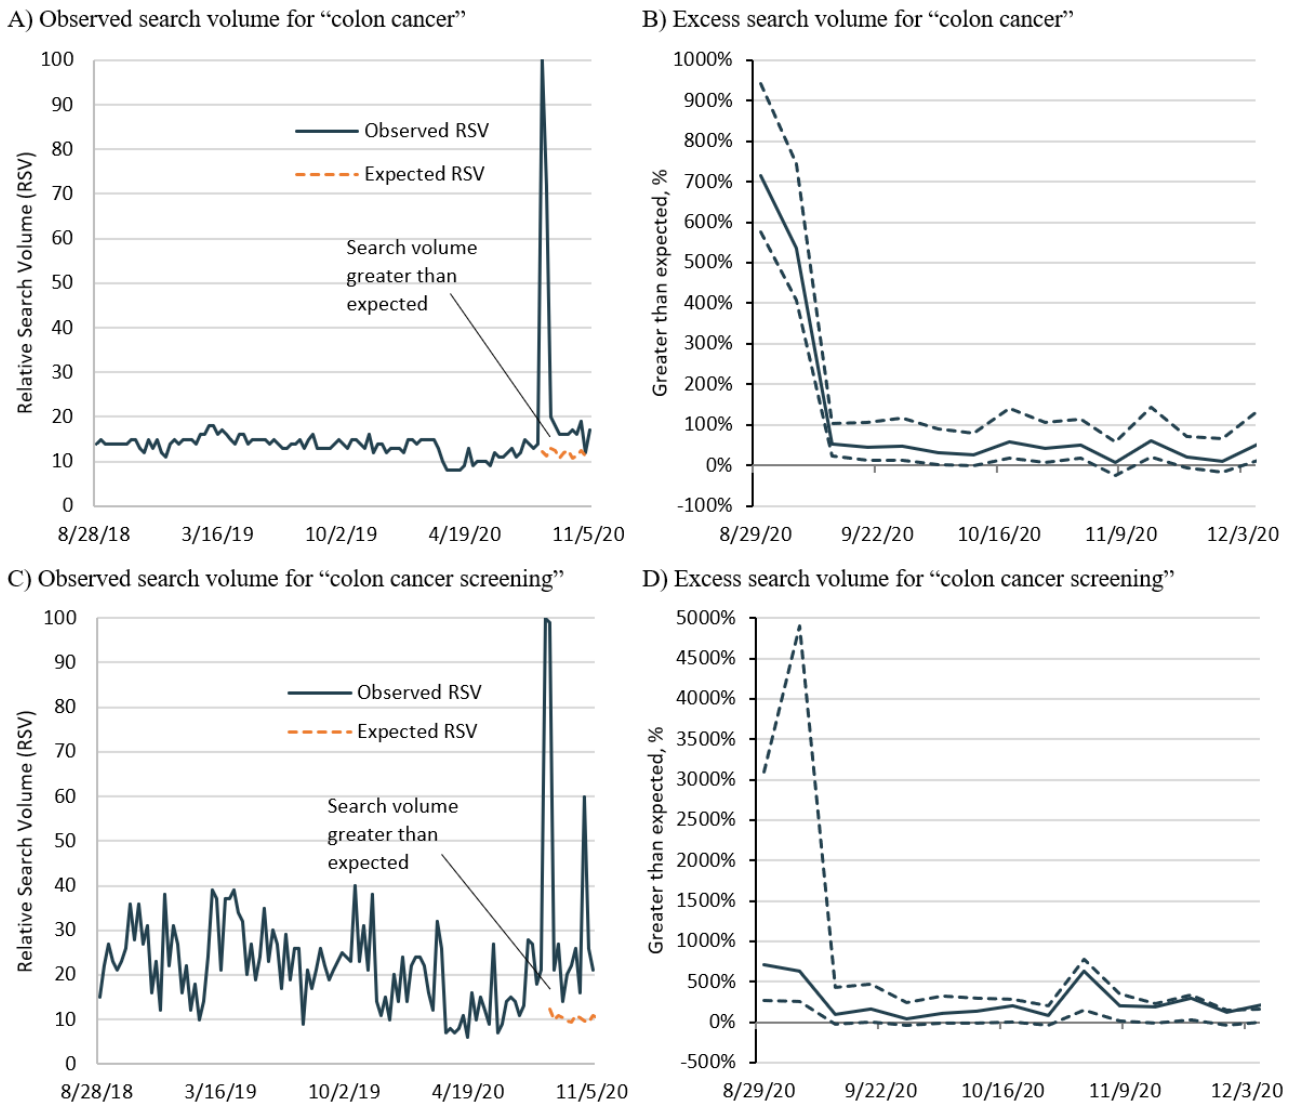 A) Observed search volume for “colon cancer”
100
90
80
70
60
50
40
30
20
10
0
Relative Search Volume (RSV)
Observed RSV
Expected RSV
Search volume
greater than
expected
8/28/18 3/16/19 10/2/19 4/19/20 11/5/20
B) Excess search volume for “colon cancer”
1000%
900%
800%
700%
600%
500%
400%
300%
200%
100%
0%
-100%
Greater than expected, %
8/29/20 9/22/20 10/16/20 11/9/20 12/3/20
C) Observed search volume for “colon cancer screening”
100
90
80
70
60
50
40
30
20
10
0
Relative Search Volume (RSV)
Observed RSV
Expected RSV
Search volume
greater than
expected
8/28/18 3/16/19 10/2/19 4/19/20 11/5/20
D) Excess search volume for “colon cancer screening”
5000%
4500%
4000%
3500%
3000%
2500%
2000%
1500%
1000%
500%
0%
-500%
Greater than expected, %
8/29/20 9/22/20 10/16/20 11/9/20 12/3/20